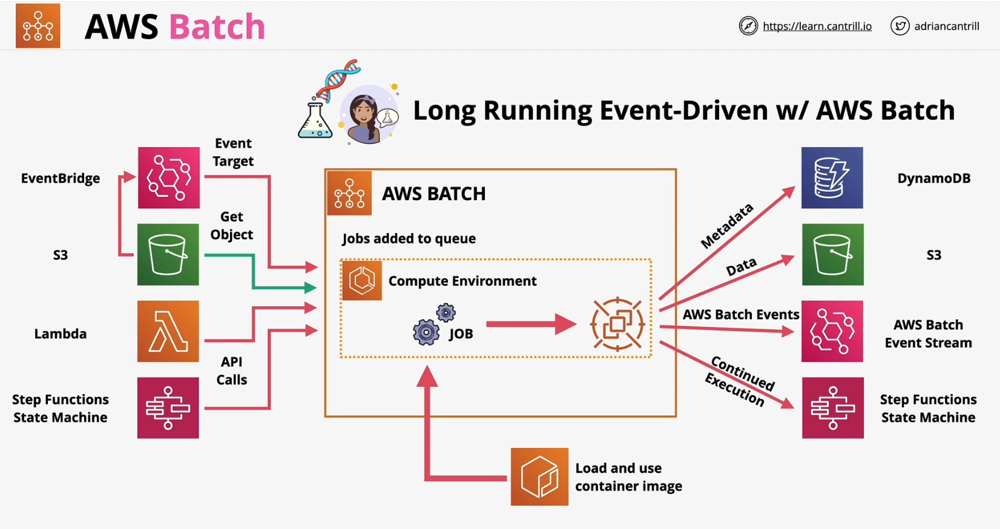 AWS Batch
https://learn.cantrill.io
adriancantrill
Long Running Event-Driven w/ AWS Batch
EventBridge
Event
Target
S3
Get
Object
Lambda
API
Calls
Step Functions
State Machine
AWS BATCH
Jobs added to queue
Compute Environment
JOB
Load and use
container image
Metadata
Data
AWS Batch Events
Continued
Execution
DynamoDB
S3
AWS Batch
Event Stream
Step Functions
State Machine